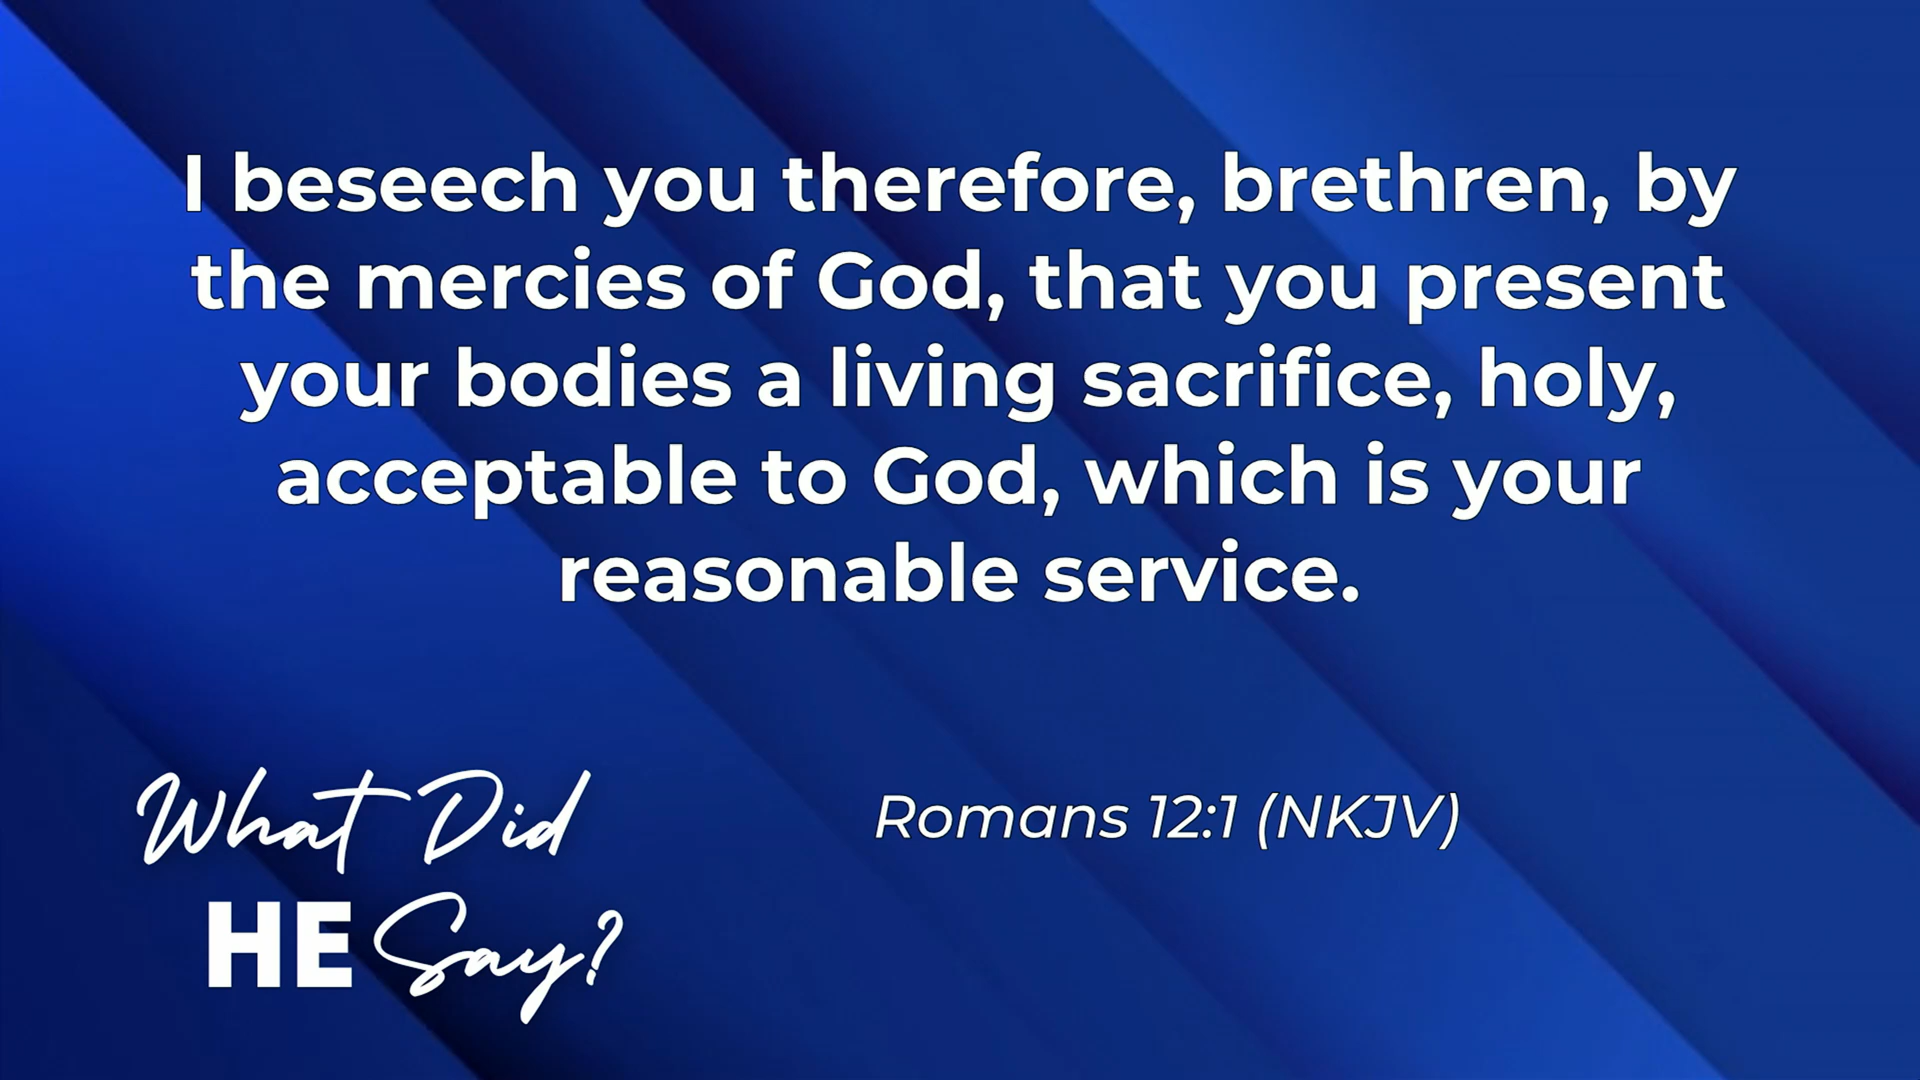 I beseech you therefore, brethren, by
the mercies of God, that you present
your bodies a living sacrifice, holy,
acceptable to God, which is your
reasonable service.
Romans 12:1 (NKJV)
What Did
HE Say?